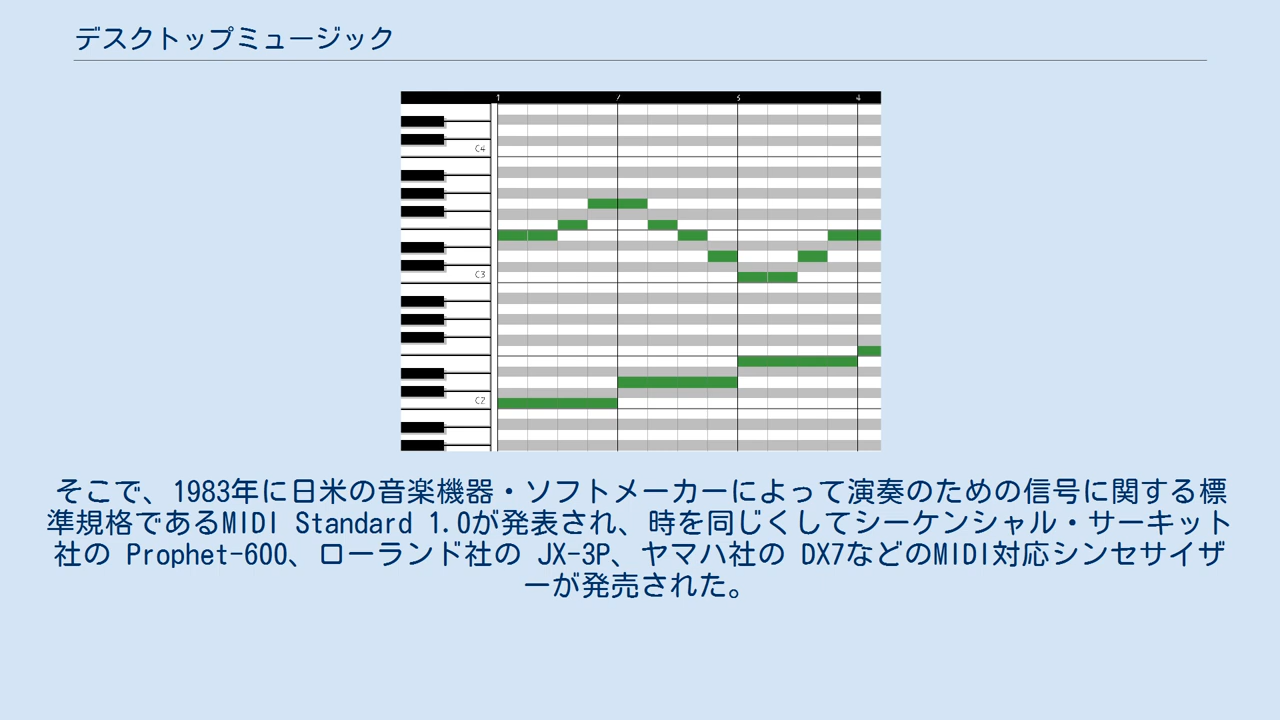 デスクトップミュージック
1 2 3 4
C4
C3
C2
そこで、1983年に日米の音楽機器・ソフトメーカーによって演奏のための信号に関する標
準規格であるMIDI Standard 1.0が発表され、時を同じくしてシーケンシャル・サーキット
社の Prophet-600、ローランド社の JX-3P、ヤマハ社の DX7などのMIDI対応シンセサイザ
ーが発売された。